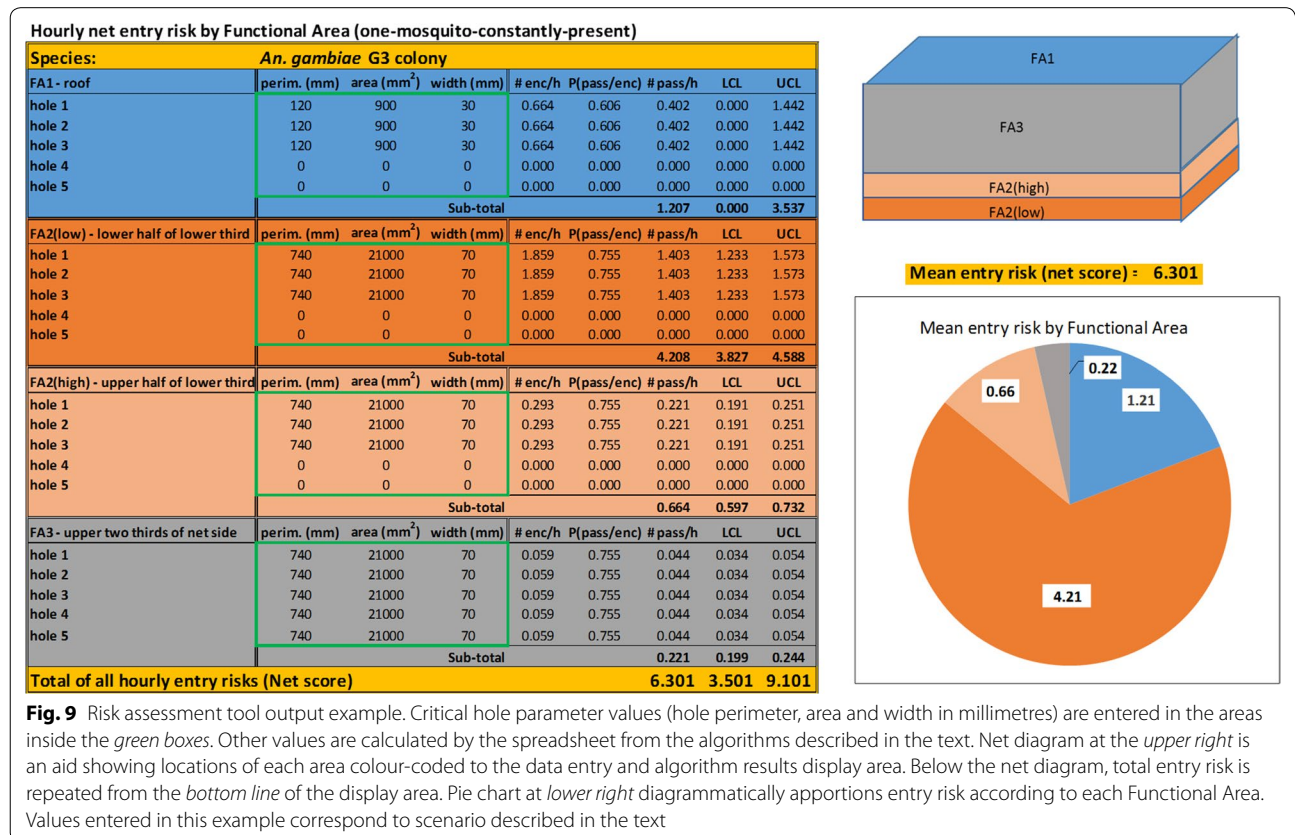 Hourly net entry risk by Functional Area (one-mosquito-constantly-present)
Species: An. gambiae G3 colony
FA1 - roof perim. (mm) area (mm²) width (mm) # enc/h P(pass/enc) # pass/h LCL UCL
hole 1 120 900 30 0.664 0.606 0.402 0.000 1.442
hole 2 120 900 30 0.664 0.606 0.402 0.000 1.442
hole 3 120 900 30 0.664 0.606 0.402 0.000 1.442
hole 4 0 0 0 0.000 0.000 0.000 0.000 0.000
hole 5 0 0 0 0.000 0.000 0.000 0.000 0.000
Sub-total 1.207 0.000 3.537
FA2(low) - lower half of lower third perim. (mm) area (mm²) width (mm) # enc/h P(pass/enc) # pass/h LCL UCL
hole 1 740 21000 70 1.859 0.755 1.403 1.233 1.573
hole 2 740 21000 70 1.859 0.755 1.403 1.233 1.573
hole 3 740 21000 70 1.859 0.755 1.403 1.233 1.573
hole 4 0 0 0 0.000 0.000 0.000 0.000 0.000
hole 5 0 0 0 0.000 0.000 0.000 0.000 0.000
Sub-total 4.208 3.827 4.588
FA2(high) - upper half of lower third perim. (mm) area (mm²) width (mm) # enc/h P(pass/enc) # pass/h LCL UCL
hole 1 740 21000 70 0.293 0.755 0.221 0.191 0.251
hole 2 740 21000 70 0.293 0.755 0.221 0.191 0.251
hole 3 740 21000 70 0.293 0.755 0.221 0.191 0.251
hole 4 0 0 0 0.000 0.000 0.000 0.000 0.000
hole 5 0 0 0 0.000 0.000 0.000 0.000 0.000
Sub-total 0.664 0.597 0.732
FA3 - upper two thirds of net side perim. (mm) area (mm²) width (mm) # enc/h P(pass/enc) # pass/h LCL UCL
hole 1 740 21000 70 0.059 0.755 0.044 0.034 0.054
hole 2 740 21000 70 0.059 0.755 0.044 0.034 0.054
hole 3 740 21000 70 0.059 0.755 0.044 0.034 0.054
hole 4 740 21000 70 0.059 0.755 0.044 0.034 0.054
hole 5 740 21000 70 0.059 0.755 0.044 0.034 0.054
Sub-total 0.221 0.199 0.244
Total of all hourly entry risks (Net score) 6.301 3.501 9.101
FA1
FA3
FA2(high)
FA2(low)
Mean entry risk (net score) = 6.301
Mean entry risk by Functional Area
0.22
0.66
1.21
4.21
Fig. 9 Risk assessment tool output example. Critical hole parameter values (hole perimeter, area and width in millimetres) are entered in the areas
inside the green boxes. Other values are calculated by the spreadsheet from the algorithms described in the text. Net diagram at the upper right is
an aid showing locations of each area colour-coded to the data entry and algorithm results display area. Below the net diagram, total entry risk is
repeated from the bottom line of the display area. Pie chart at lower right diagrammatically apportions entry risk according to each Functional Area.
Values entered in this example correspond to scenario described in the text